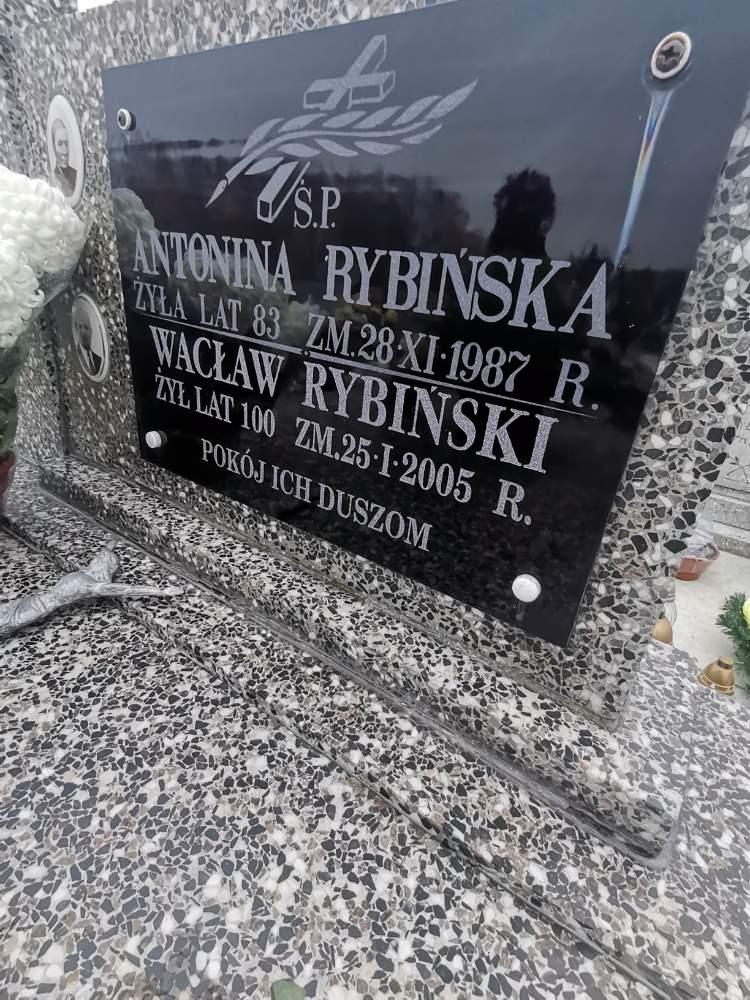 Ś.P.
ANTONINA RYBIŃSKA
ŻYŁA LAT 83 ZM.28·XI·1987 R.
WACŁAW RYBIŃSKI
ŻYŁ LAT 100 ZM.25·I·2005 R.
POKÓJ ICH DUSZOM